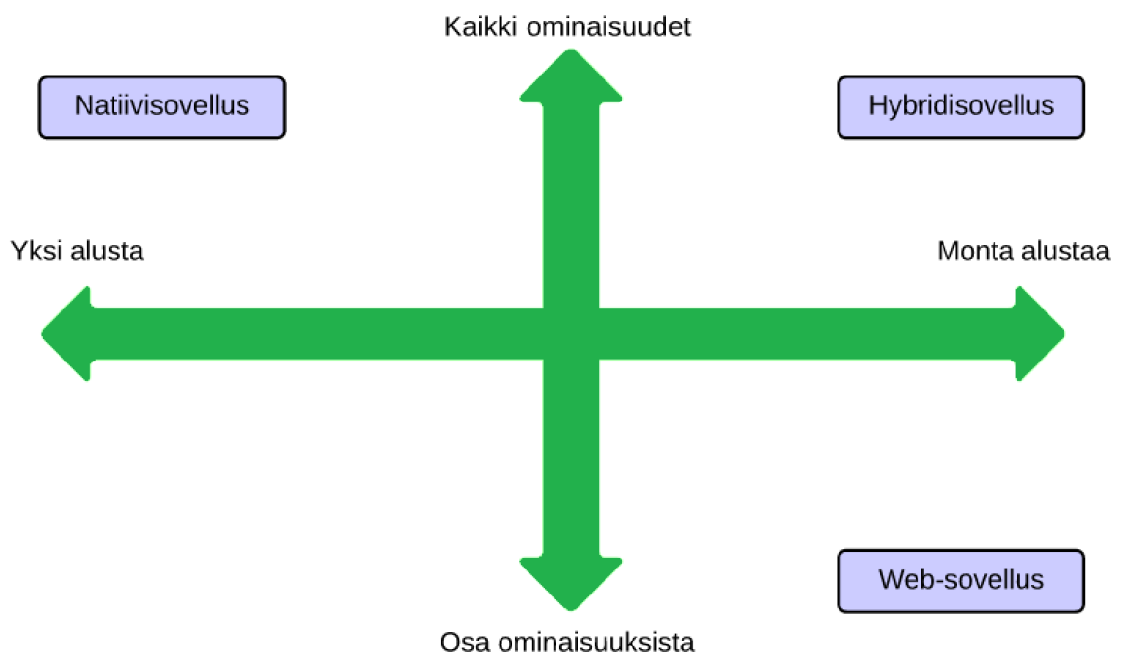 Kaikki ominaisuudet
Natiivisovellus
Hybridisovellus
Yksi alusta
Monta alustaa
Web-sovellus
Osa ominaisuuksista